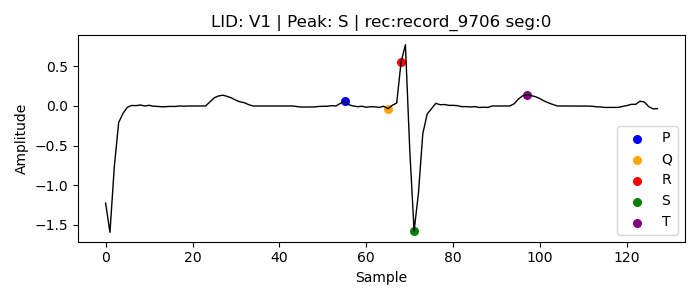 LID: V1 | Peak: S | rec:record_9706 seg:0
Amplitude
0.5
0.0
−0.5
−1.0
−1.5
P
Q
R
S
T
0 20 40 60 80 100 120
Sample